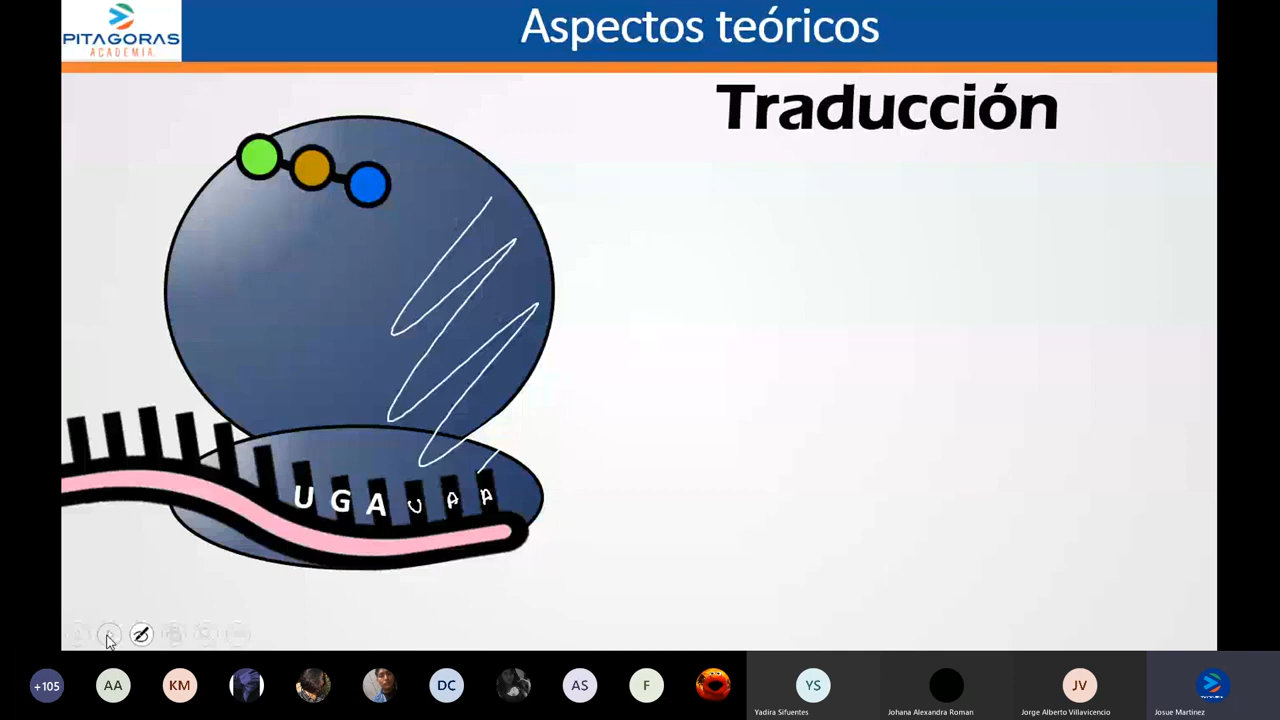 PITAGORAS
ACADEMIA
Aspectos teóricos
Traducción
U G A U A A
+105
AA
KM
DC
AS
F
YS
JV
Yadira Sifuentes
Johana Alexandra Roman
Jorge Alberto Villavicencio
Josue Martinez